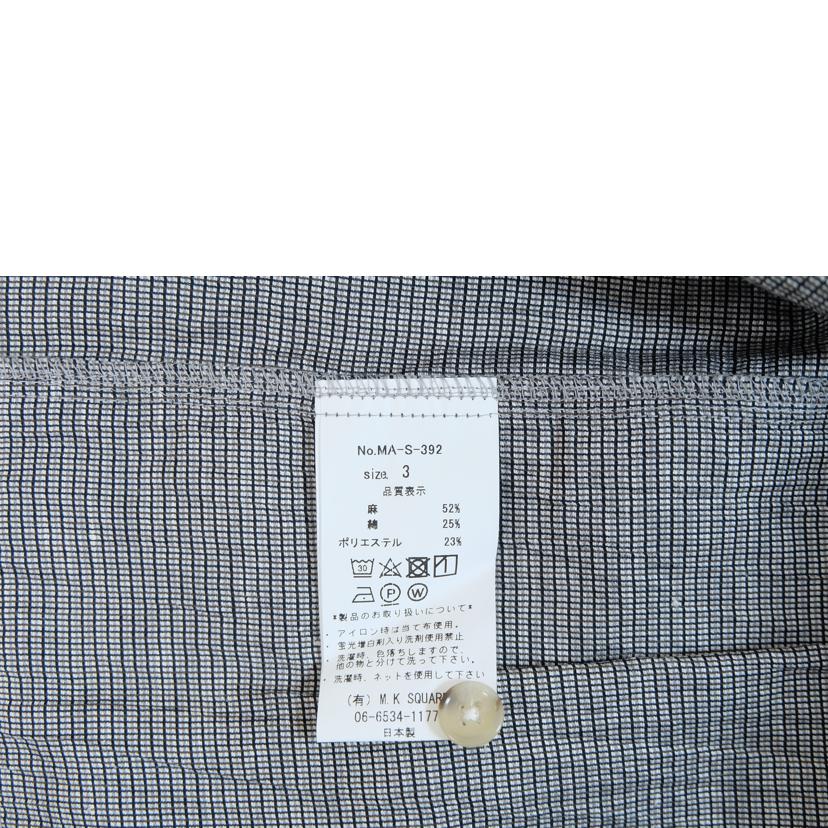 No.MA-S-392
size. 3
品質表示
麻 52%
綿 25%
ポリエステル 23%
30
P W
*製品のお取り扱いについて*
・アイロン時は当て布使用。
蛍光増白剤入り洗剤使用禁止
・洗濯時、色落ちしますので、
他の物と分けて洗って下さい。
・洗濯時、ネットを使用して下さい
(有) M.K SQUARE
06-6534-1177
日本製